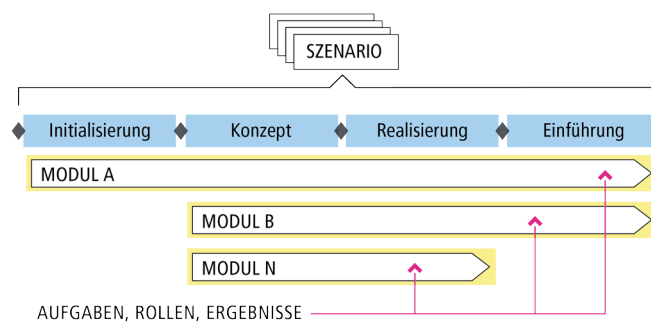 SZENARIO
Initialisierung Konzept Realisierung Einführung
MODUL A
MODUL B
MODUL N
AUFGABEN, ROLLEN, ERGEBNISSE